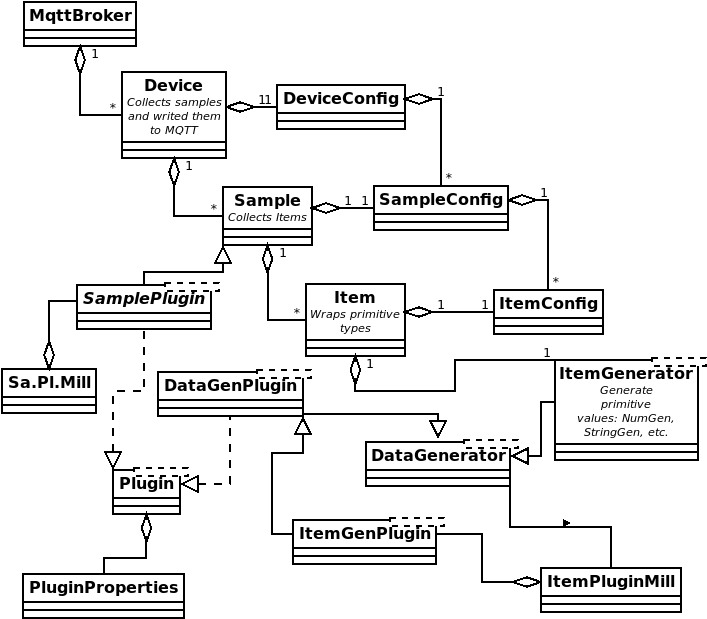 MqttBroker
1
*
Device
Collects samples
and writed them
to MQTT
1
1
1
DeviceConfig
1
*
Sample
Collects Items
*
1
1
1
SampleConfig
1
*
SamplePlugin
Item
Wraps primitive
types
*
1
1
1
ItemConfig
Sa.Pl.Mill
DataGenPlugin
1
ItemGenerator
Generate
primitive
values: NumGen,
StringGen, etc.
DataGenerator
Plugin
ItemGenPlugin
PluginProperties
ItemPluginMill